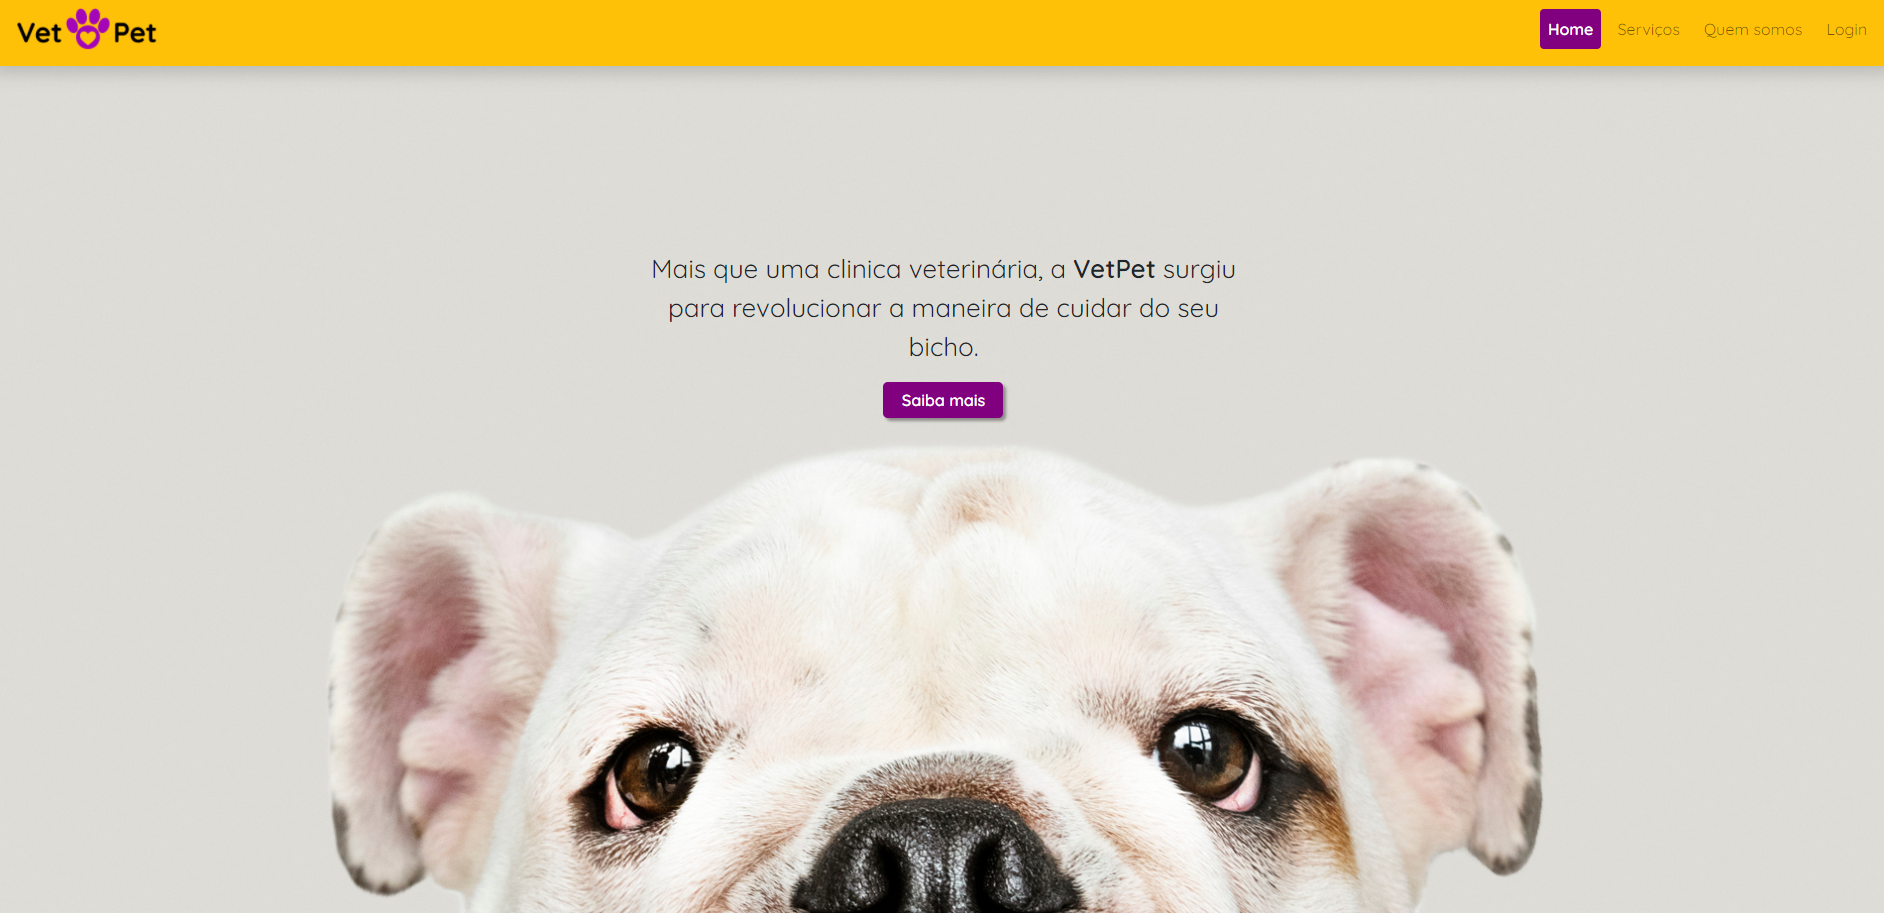 Vet Pet
Home Serviços Quem somos Login
Mais que uma clinica veterinária, a VetPet surgiu
para revolucionar a maneira de cuidar do seu
bicho.
Saiba mais